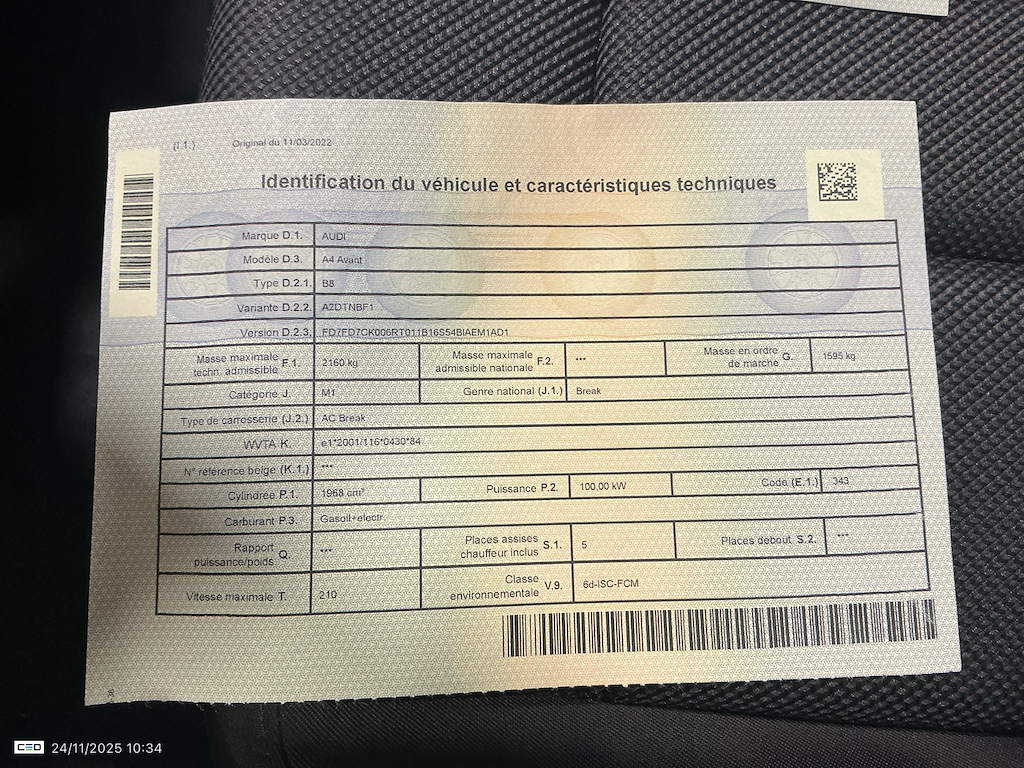 (I.1.) Original du 11/03/2022
Identification du véhicule et caractéristiques techniques
Marque D.1. AUDI
Modèle D.3. A4 Avant
Type D.2.1. B8
Variante D.2.2. A2DTNBF1
Version D.2.3. FD7FD7CK006RT011B16S54BIAEM1AD1
Masse maximale techn. admissible F.1. 2160 kg Masse maximale admissible nationale F.2. *** Masse en ordre de marche G. 1595 kg
Catégorie J. M1 Genre national (J.1.) Break
Type de carrosserie (J.2.) AC Break
WVTA K. e1*2001/116*0430*84
N° référence belge (K.1.) ***
Cylindrée P.1. 1968 cm³ Puissance P.2. 100,00 kW Code (E.1.) 343
Carburant P.3. Gasoil+electr.
Rapport puissance/poids Q. *** Places assises chauffeur inclus S.1. 5 Places debout S.2. ***
Vitesse maximale T. 210 Classe environnementale V.9. 6d-ISC-FCM
CEO 24/11/2025 10:34